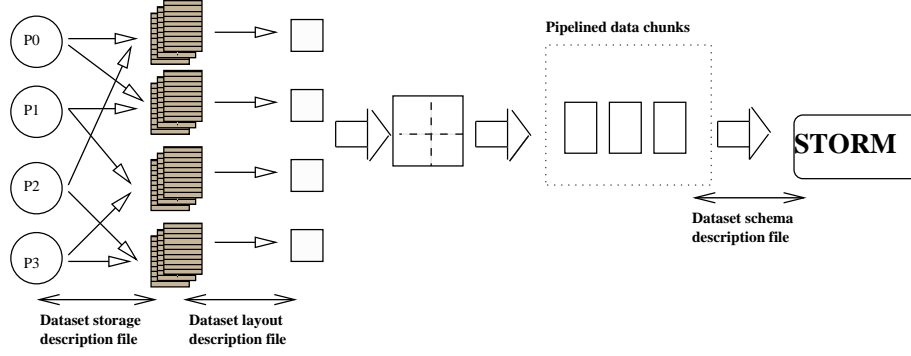 Pipelined data chunks
P0
P1
P2
P3
STORM
Dataset schema
description file
Dataset storage
description file
Dataset layout
description file